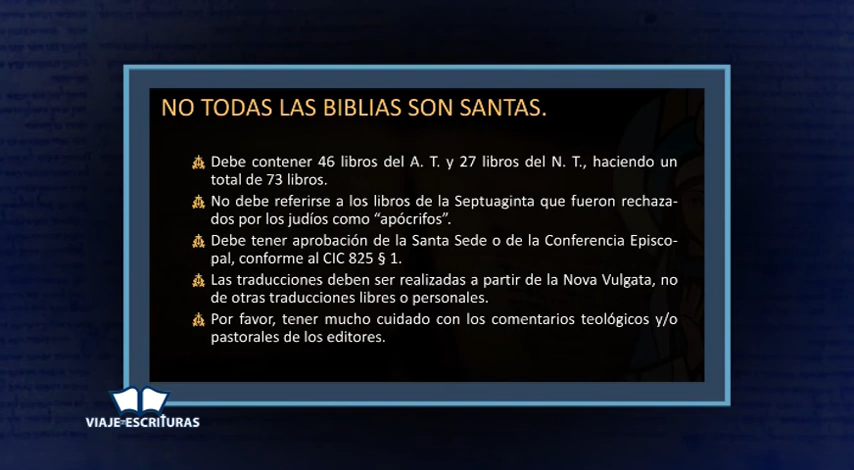 NO TODAS LAS BIBLIAS SON SANTAS.
Debe contener 46 libros del A. T. y 27 libros del N. T., haciendo un
total de 73 libros.
No debe referirse a los libros de la Septuaginta que fueron rechaza-
dos por los judíos como “apócrifos”.
Debe tener aprobación de la Santa Sede o de la Conferencia Episco-
pal, conforme al CIC 825 § 1.
Las traducciones deben ser realizadas a partir de la Nova Vulgata, no
de otras traducciones libres o personales.
Por favor, tener mucho cuidado con los comentarios teológicos y/o
pastorales de los editores.
VIAJE ESCRITURAS